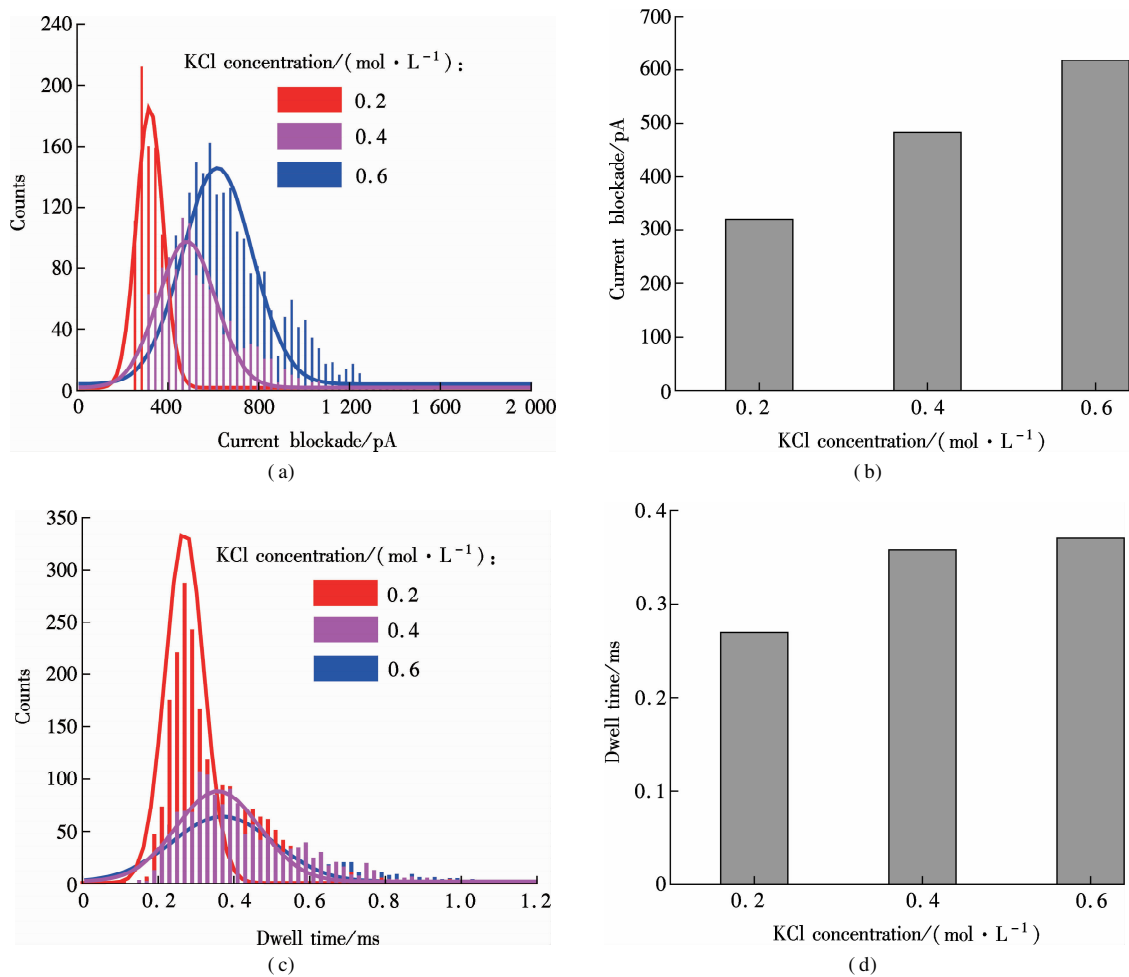 240
200
160
120
80
40
0
Counts
KCl concentration/(mol·L⁻¹):
0.2
0.4
0.6
0 400 800 1 200 1 600 2 000
Current blockade/pA
(a)
700
600
500
400
300
200
100
0
Current blockade/pA
0.2 0.4 0.6
KCl concentration/(mol·L⁻¹)
(b)
350
300
250
200
150
100
50
0
Counts
KCl concentration/(mol·L⁻¹):
0.2
0.4
0.6
0 0.2 0.4 0.6 0.8 1.0 1.2
Dwell time/ms
(c)
0.4
0.3
0.2
0.1
0
Dwell time/ms
0.2 0.4 0.6
KCl concentration/(mol·L⁻¹)
(d)